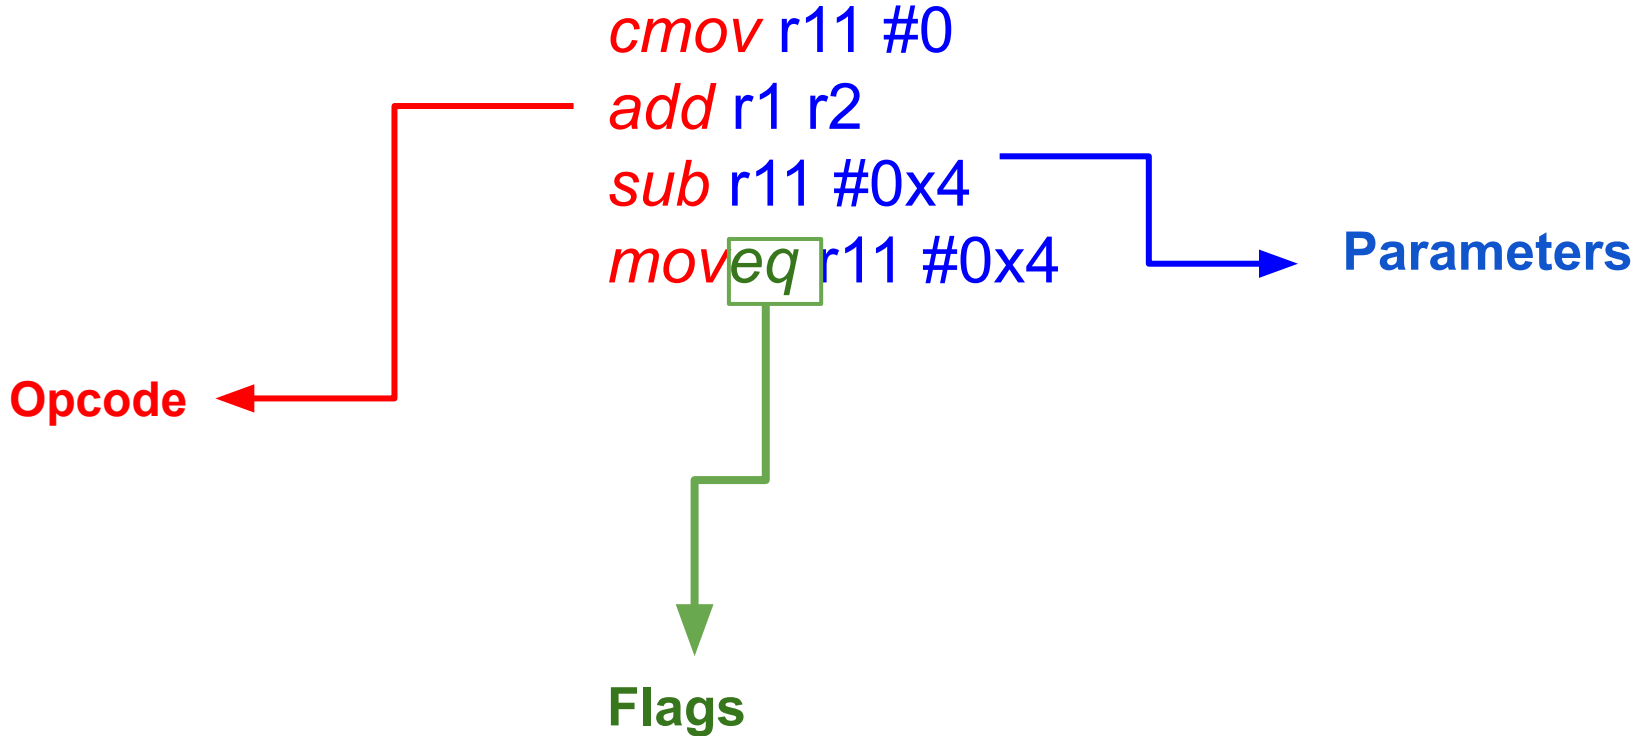 cmov r11 #0
add r1 r2
sub r11 #0x4
moveq r11 #0x4
Parameters
Opcode
Flags